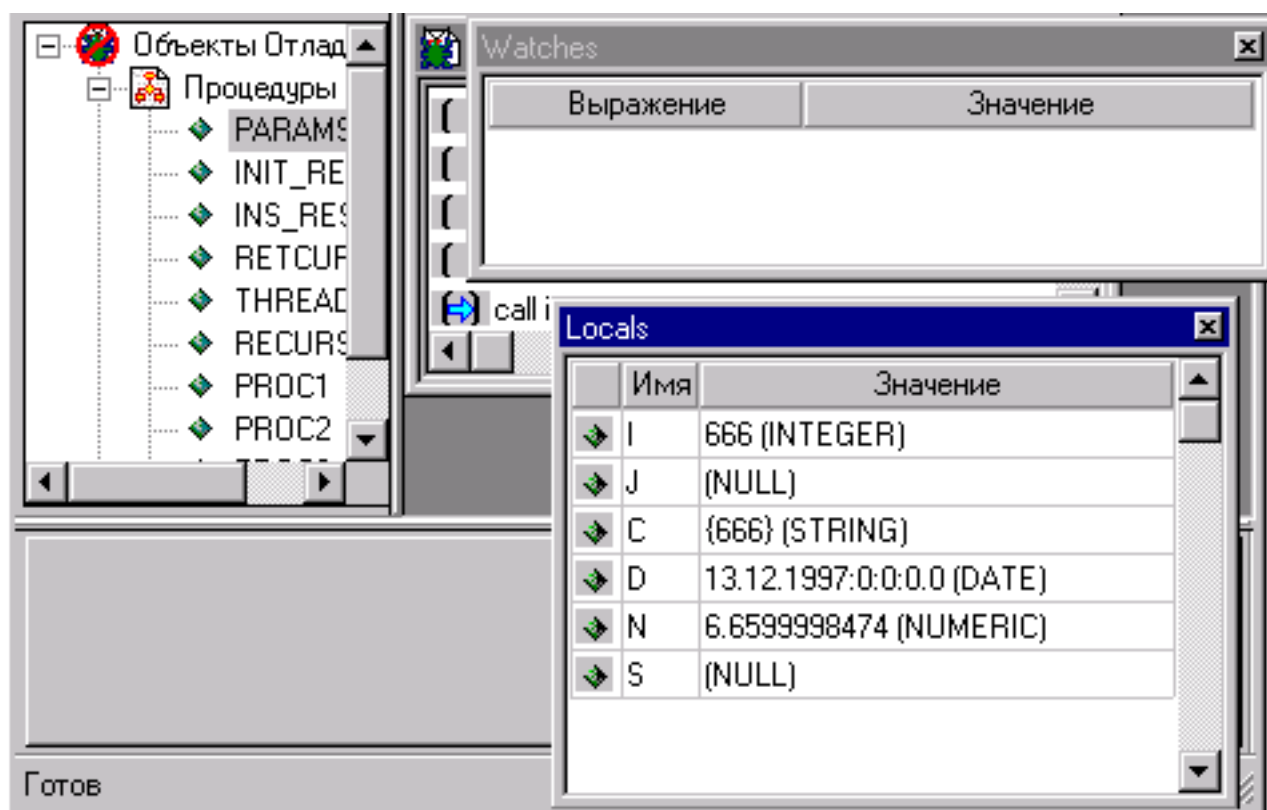 Объекты Отлад
Процедуры
PARAMS
INIT_RE
INS_RES
RETCUR
THREAD
RECURS
PROC1
PROC2
Watches
Выражение Значение
call i
Locals
Имя Значение
I 666 (INTEGER)
J (NULL)
C {666} (STRING)
D 13.12.1997:0:0:0.0 (DATE)
N 6.6599998474 (NUMERIC)
S (NULL)
Готов